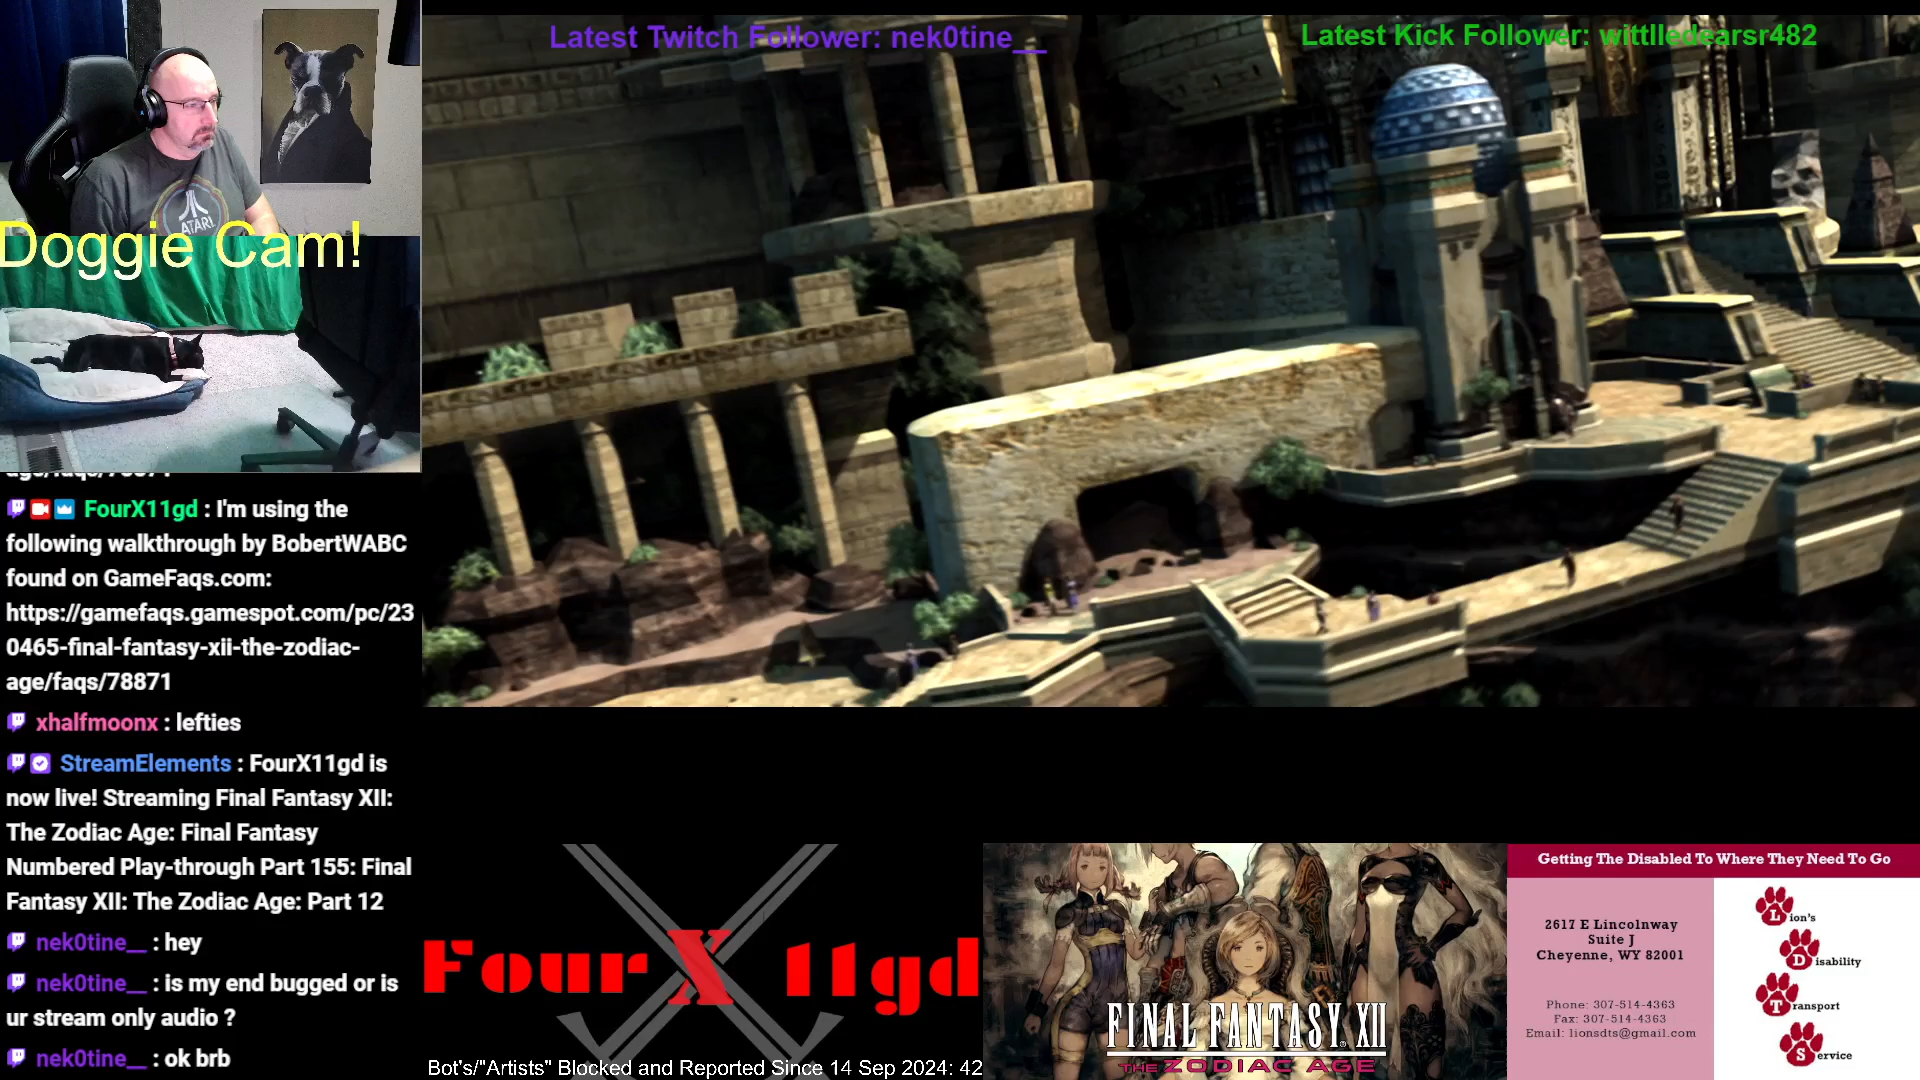 Latest Twitch Follower: nek0tine__
Latest Kick Follower: wittlledearsr482
ATARI
Doggie Cam!
FourX11gd : I'm using the
following walkthrough by BobertWABC
found on GameFaqs.com:
https://gamefaqs.gamespot.com/pc/23
0465-final-fantasy-xii-the-zodiac-
age/faqs/78871
xhalfmoonx : lefties
StreamElements : FourX11gd is
now live! Streaming Final Fantasy XII:
The Zodiac Age: Final Fantasy
Numbered Play-through Part 155: Final
Fantasy XII: The Zodiac Age: Part 12
nek0tine__ : hey
nek0tine__ : is my end bugged or is
ur stream only audio ?
nek0tine__ : ok brb
Four X 11gd
Bot's/"Artists" Blocked and Reported Since 14 Sep 2024: 42
FINAL FANTASY XII
THE ZODIAC AGE
Getting The Disabled To Where They Need To Go
2617 E Lincolnway
Suite J
Cheyenne, WY 82001
Phone: 307-514-4363
Fax: 307-514-4363
Email: lionsdts@gmail.com
Lion's
Disability
Transport
Service